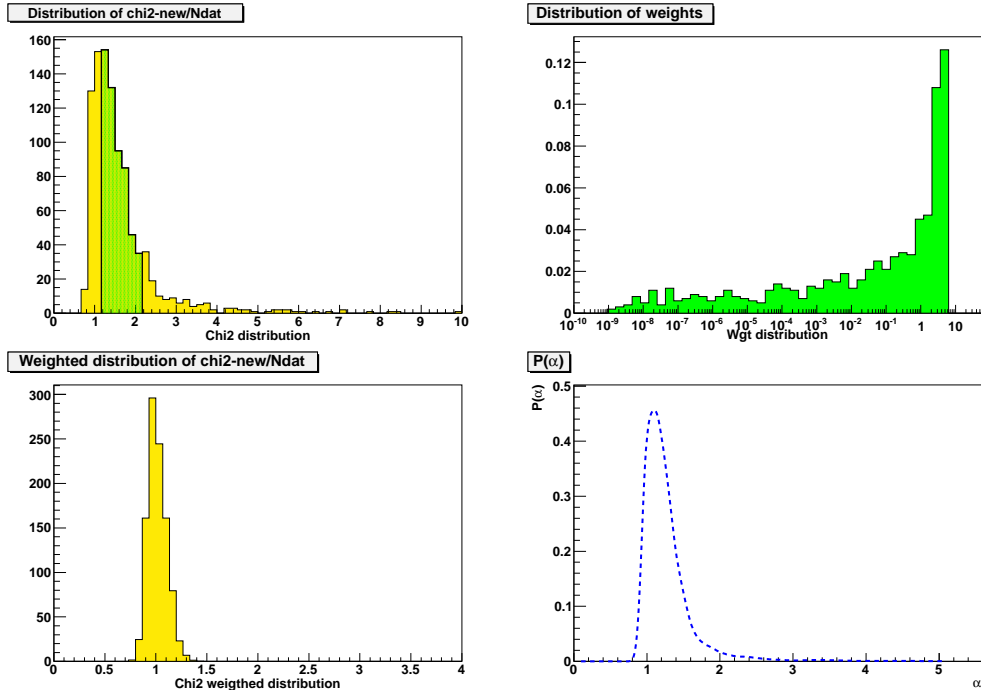 Distribution of chi2-new/Ndat
160
140
120
100
80
60
40
20
0
0 1 2 3 4 5 6 7 8 9 10
Chi2 distribution
Distribution of weights
0.12
0.1
0.08
0.06
0.04
0.02
0
10^-10 10^-9 10^-8 10^-7 10^-6 10^-5 10^-4 10^-3 10^-2 10^-1 1 10
Wgt distribution
Weighted distribution of chi2-new/Ndat
300
250
200
150
100
50
0
0 0.5 1 1.5 2 2.5 3 3.5 4
Chi2 weigthed distribution
P(α)
P(α)
0.5
0.4
0.3
0.2
0.1
0
0 1 2 3 4 5
α